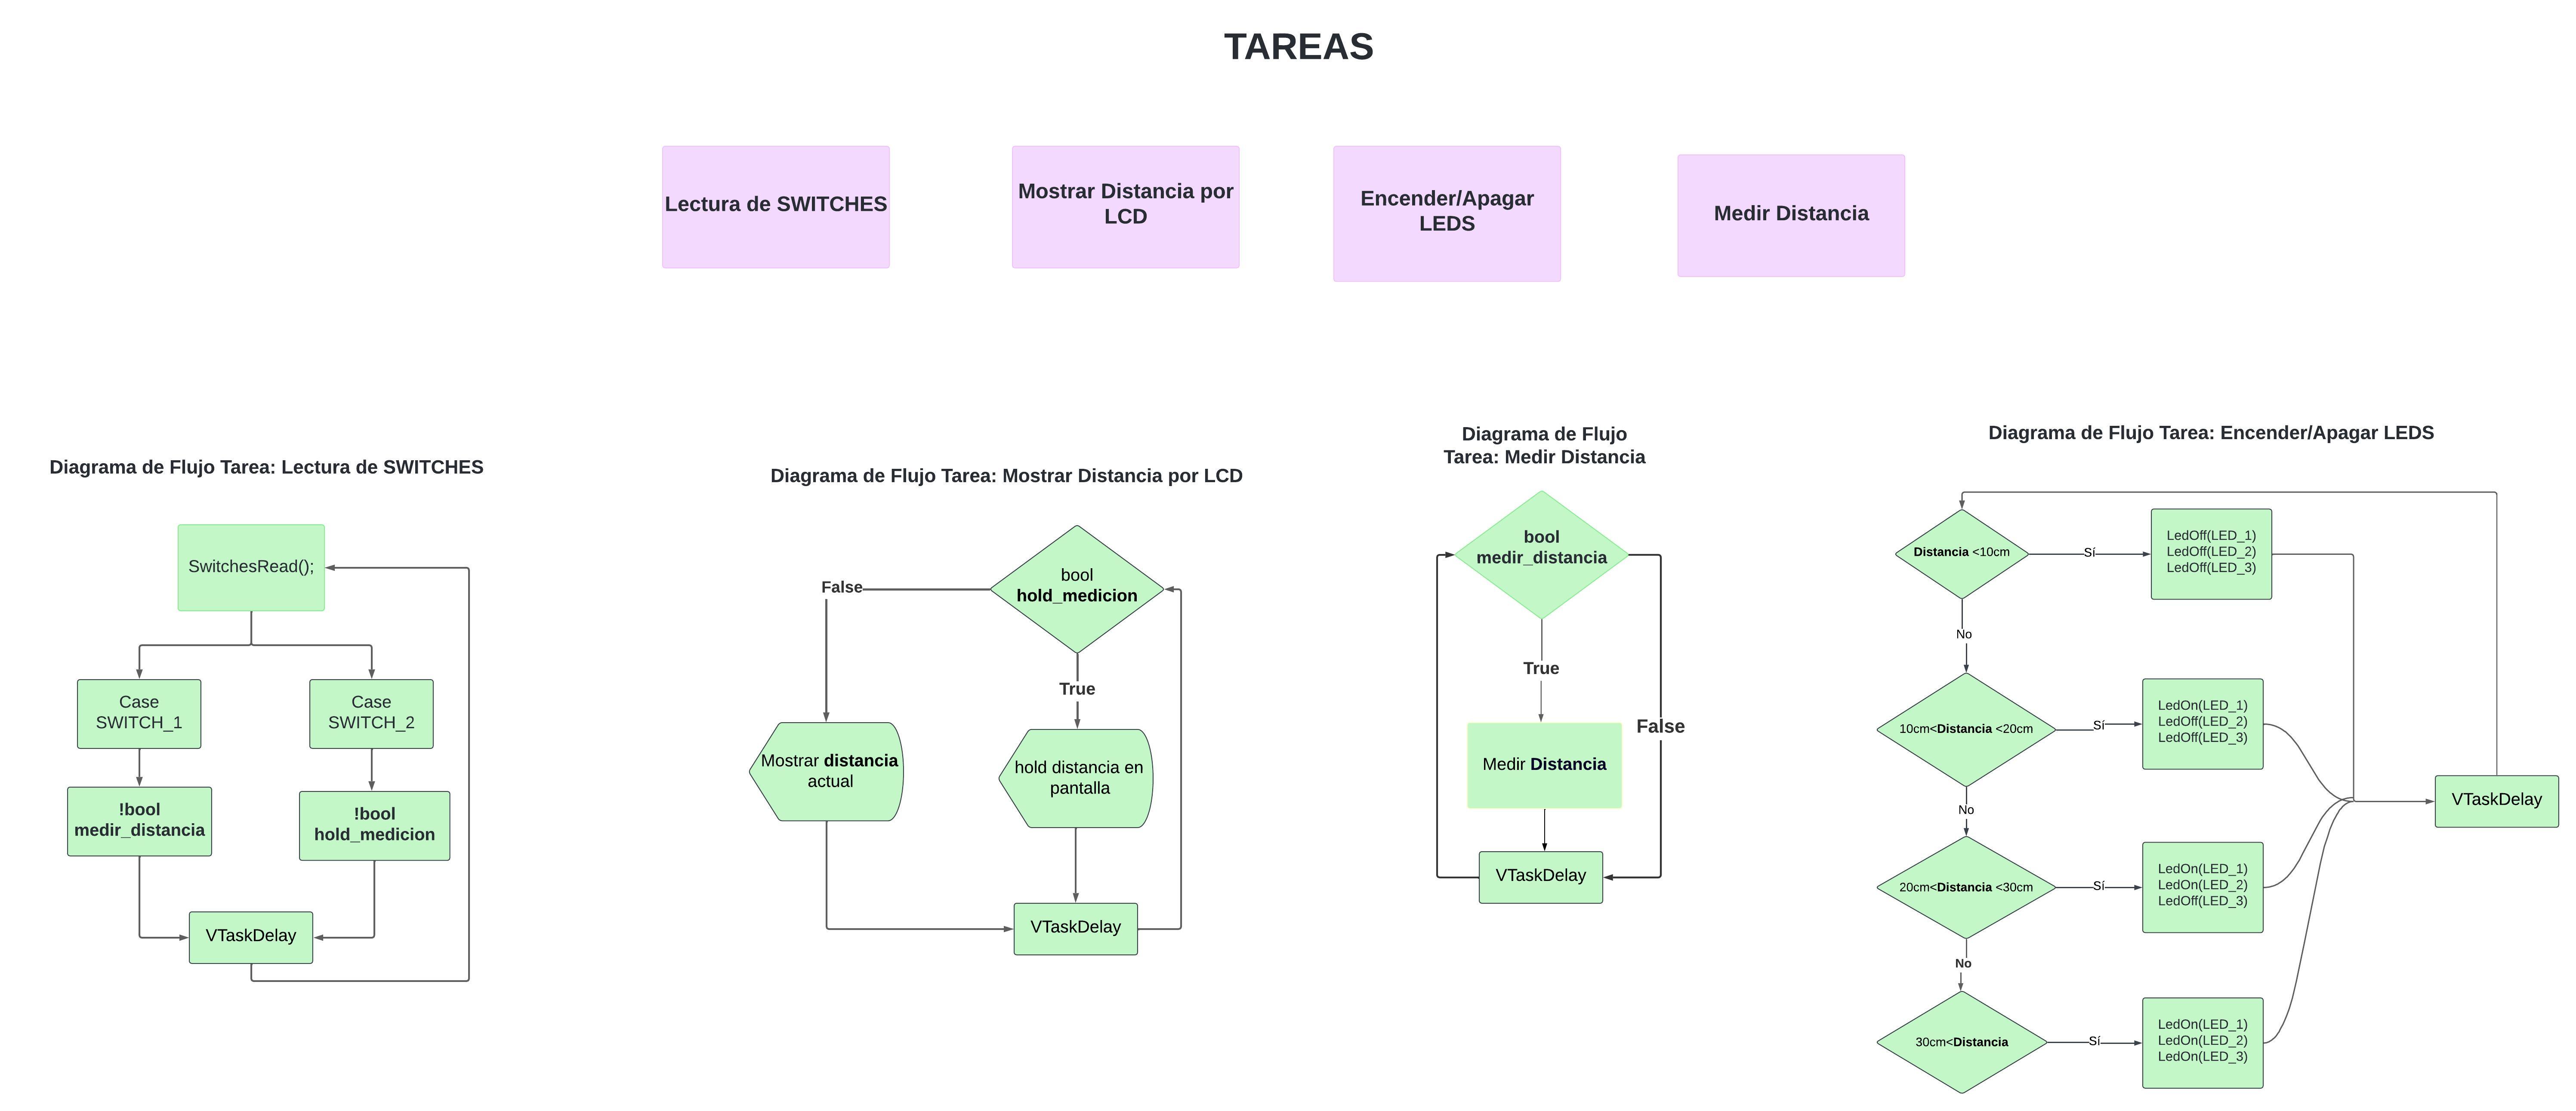 TAREAS
Lectura de SWITCHES
Mostrar Distancia por
LCD
Encender/Apagar
LEDS
Medir Distancia
Diagrama de Flujo Tarea: Lectura de SWITCHES
SwitchesRead();
Case
SWITCH_1
Case
SWITCH_2
!bool
medir_distancia
!bool
hold_medicion
VTaskDelay
Diagrama de Flujo Tarea: Mostrar Distancia por LCD
bool
hold_medicion
False
True
Mostrar distancia
actual
hold distancia en
pantalla
VTaskDelay
Diagrama de Flujo
Tarea: Medir Distancia
bool
medir_distancia
True
False
Medir Distancia
VTaskDelay
Diagrama de Flujo Tarea: Encender/Apagar LEDS
Distancia <10cm
Sí
LedOff(LED_1)
LedOff(LED_2)
LedOff(LED_3)
No
10cm<Distancia <20cm
Sí
LedOn(LED_1)
LedOff(LED_2)
LedOff(LED_3)
No
VTaskDelay
20cm<Distancia <30cm
Sí
LedOn(LED_1)
LedOn(LED_2)
LedOff(LED_3)
No
30cm<Distancia
Sí
LedOn(LED_1)
LedOn(LED_2)
LedOn(LED_3)